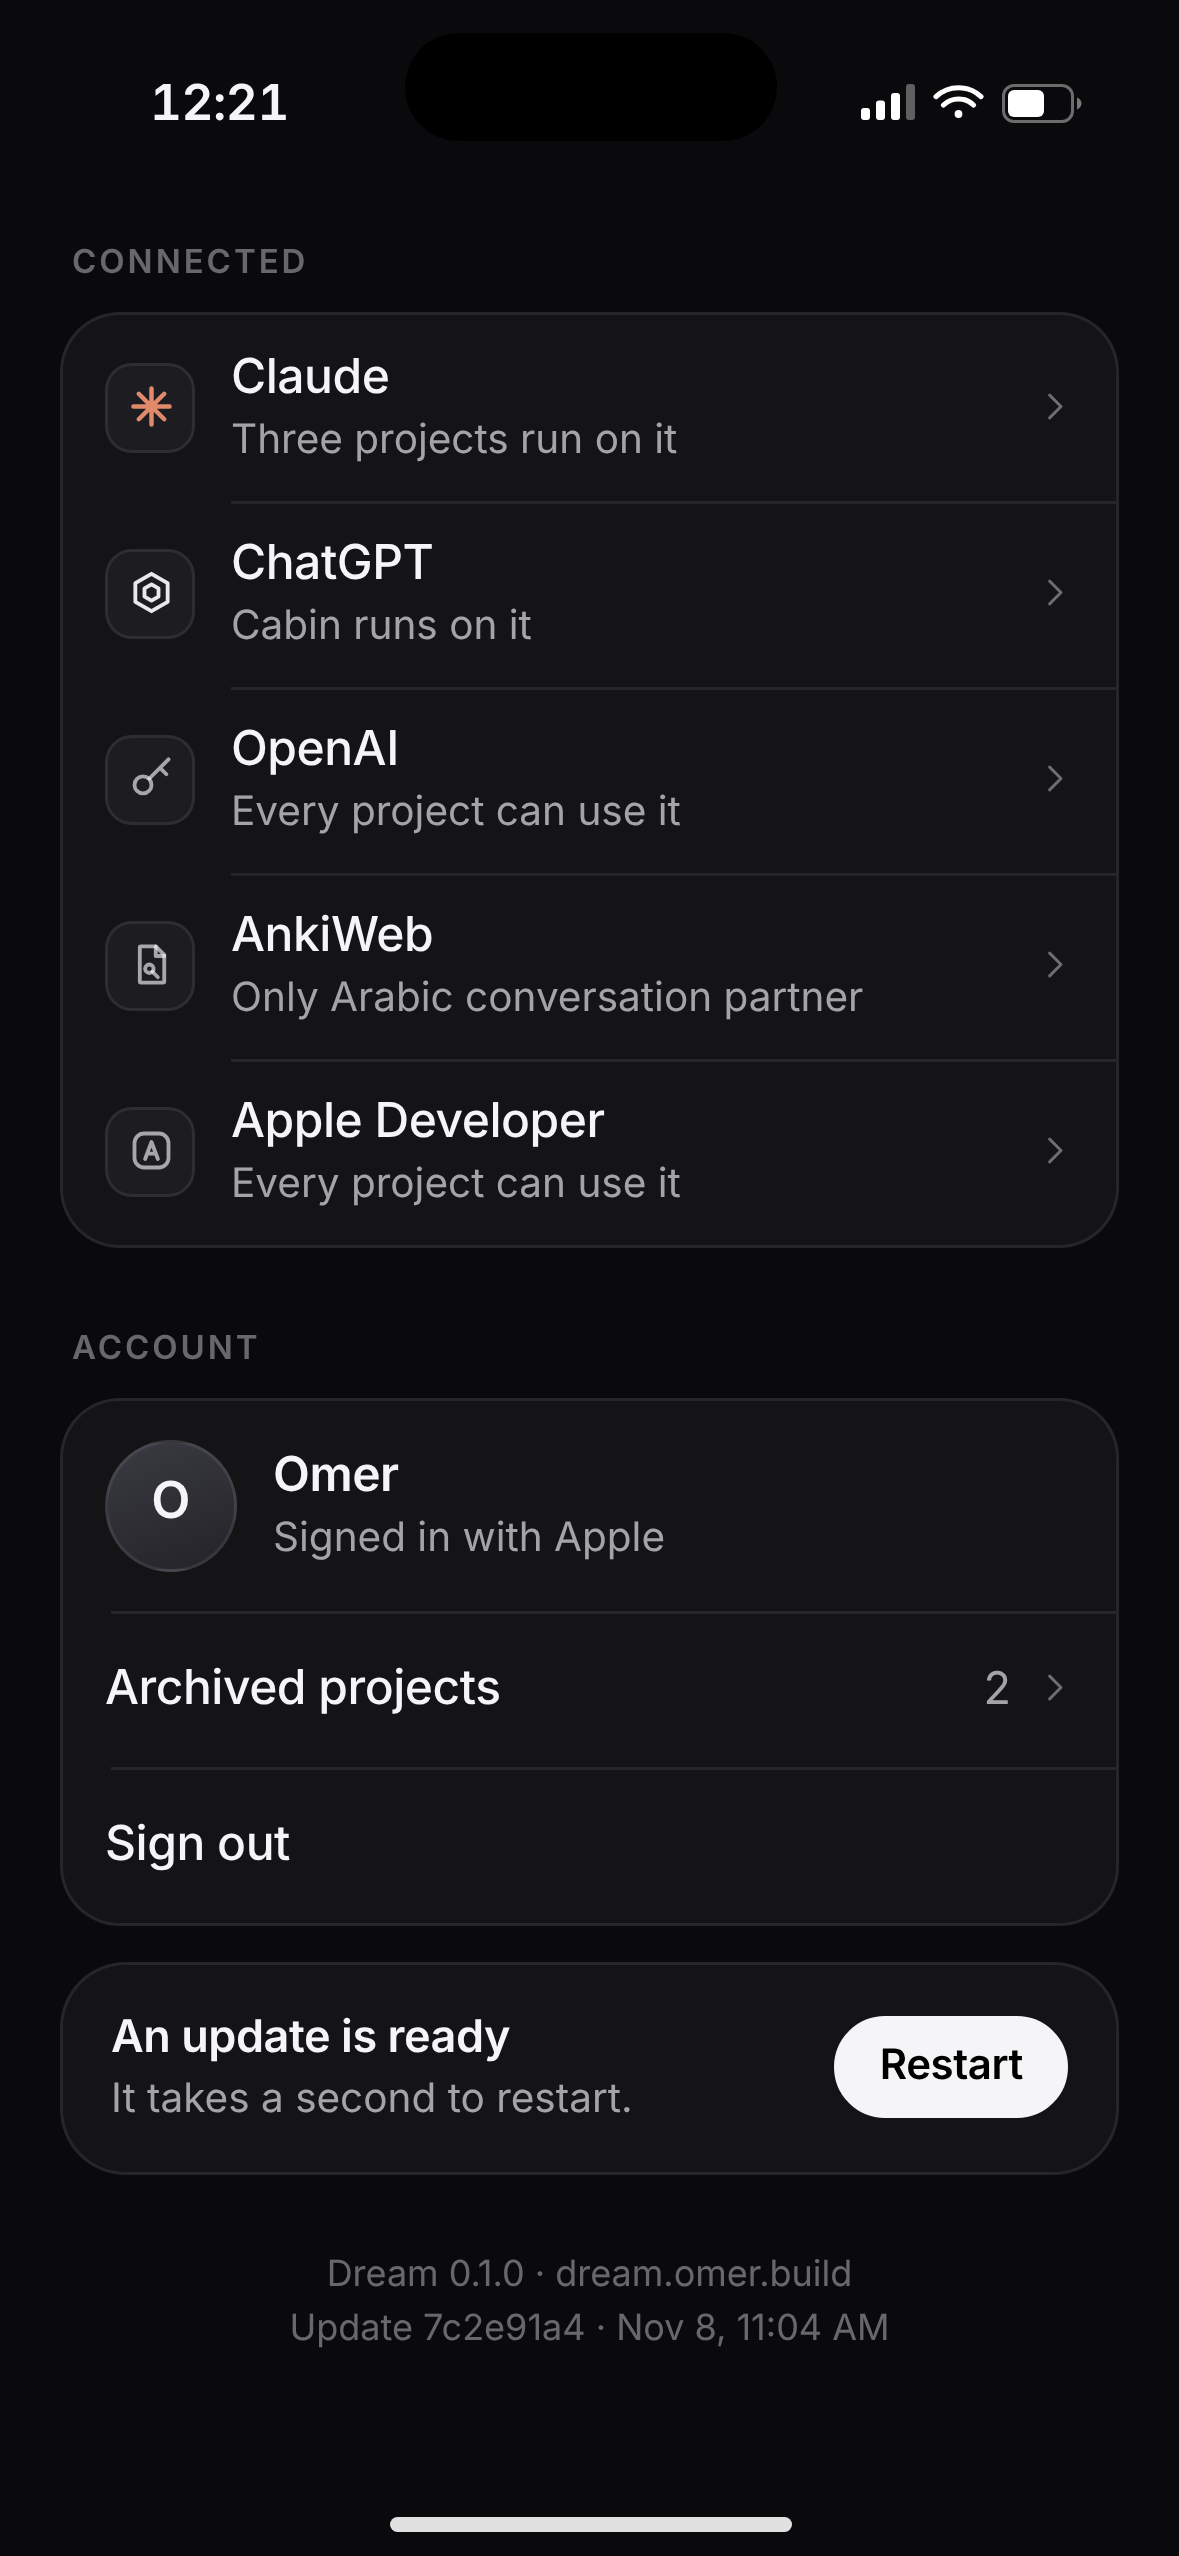 12:21
CONNECTED
Claude
Three projects run on it
ChatGPT
Cabin runs on it
OpenAI
Every project can use it
AnkiWeb
Only Arabic conversation partner
A
Apple Developer
Every project can use it
ACCOUNT
O
Omer
Signed in with Apple
Archived projects
2
Sign out
An update is ready
It takes a second to restart.
Restart
Dream 0.1.0 · dream.omer.build
Update 7c2e91a4 · Nov 8, 11:04 AM